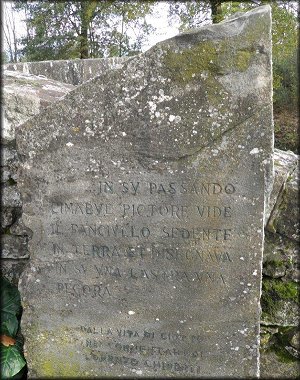 IN SV PASSANDO
CIMABVE PICTORE VIDE
IL FANCIVLLO SEDENTE
IN TERRA ET DISEGNAVA
IN SV VNA LASTRA VNA
PECORA
DALLA VITA DI GIOTTO
LORENZO GHIBERTI